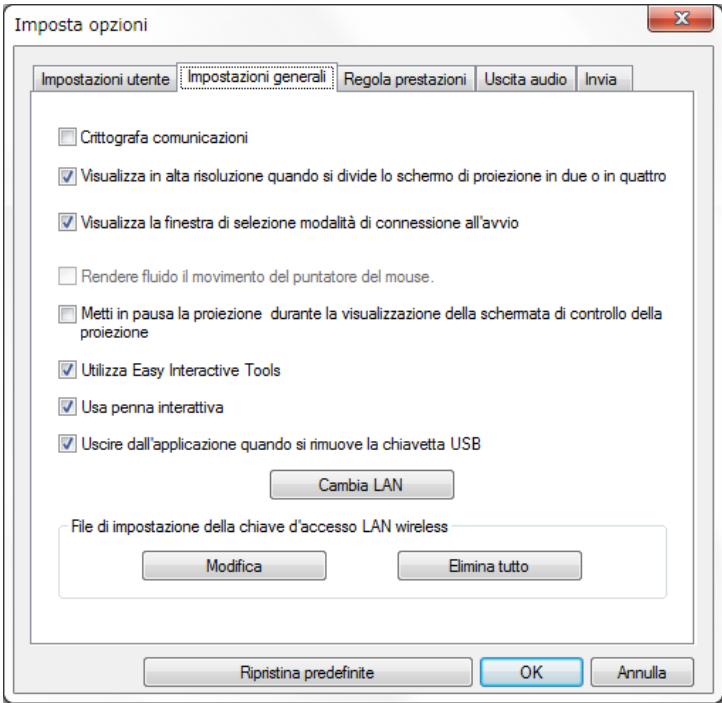 Imposta opzioni
Impostazioni utente Impostazioni generali Regola prestazioni Uscita audio Invia
Crittografa comunicazioni
Visualizza in alta risoluzione quando si divide lo schermo di proiezione in due o in quattro
Visualizza la finestra di selezione modalità di connessione all'avvio
Rendere fluido il movimento del puntatore del mouse.
Metti in pausa la proiezione durante la visualizzazione della schermata di controllo della
proiezione
Utilizza Easy Interactive Tools
Usa penna interattiva
Uscire dall'applicazione quando si rimuove la chiavetta USB
Cambia LAN
File di impostazione della chiave d'accesso LAN wireless
Modifica Elimina tutto
Ripristina predefinite OK Annulla